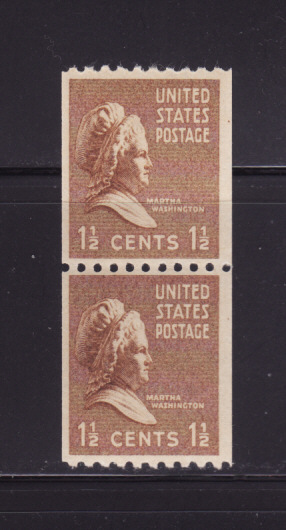 UNITED
STATES
POSTAGE
MARTHA
WASHINGTON
1½ CENTS 1½
UNITED
STATES
POSTAGE
MARTHA
WASHINGTON
1½ CENTS 1½